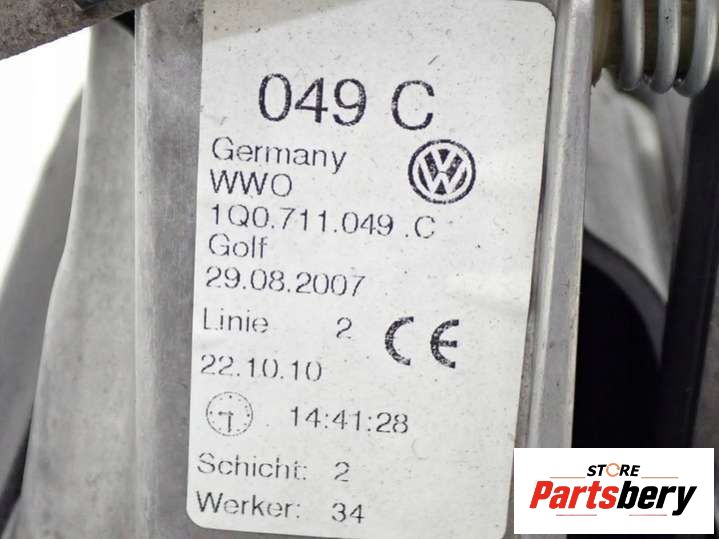 049 C
Germany
WWO
1Q0.711.049 .C
Golf
29.08.2007
Linie 2 CE
22.10.10
14:41:28
Schicht: 2
Werker: 34
STORE
Partsbery